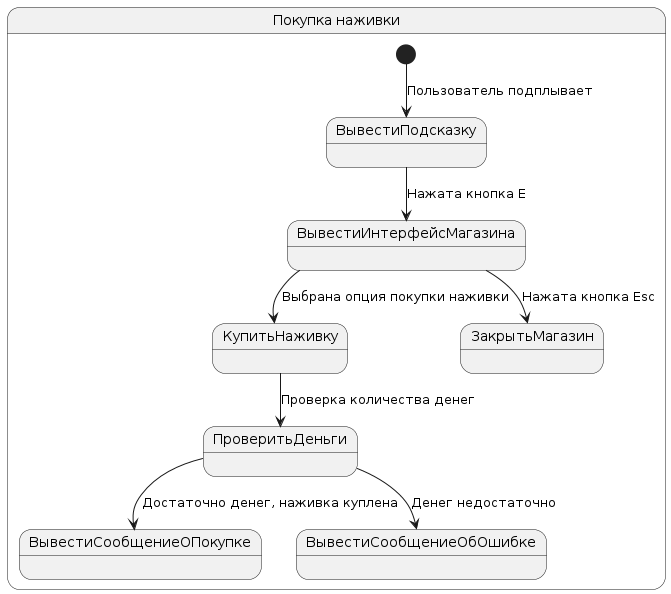 Покупка наживки
Пользователь подплывает
ВывестиПодсказку
Нажата кнопка E
ВывестиИнтерфейсМагазина
Выбрана опция покупки наживки
Нажата кнопка Esc
КупитьНаживку
ЗакрытьМагазин
Проверка количества денег
ПроверитьДеньги
Достаточно денег, наживка куплена
Денег недостаточно
ВывестиСообщениеОПокупке
ВывестиСообщениеОбОшибке